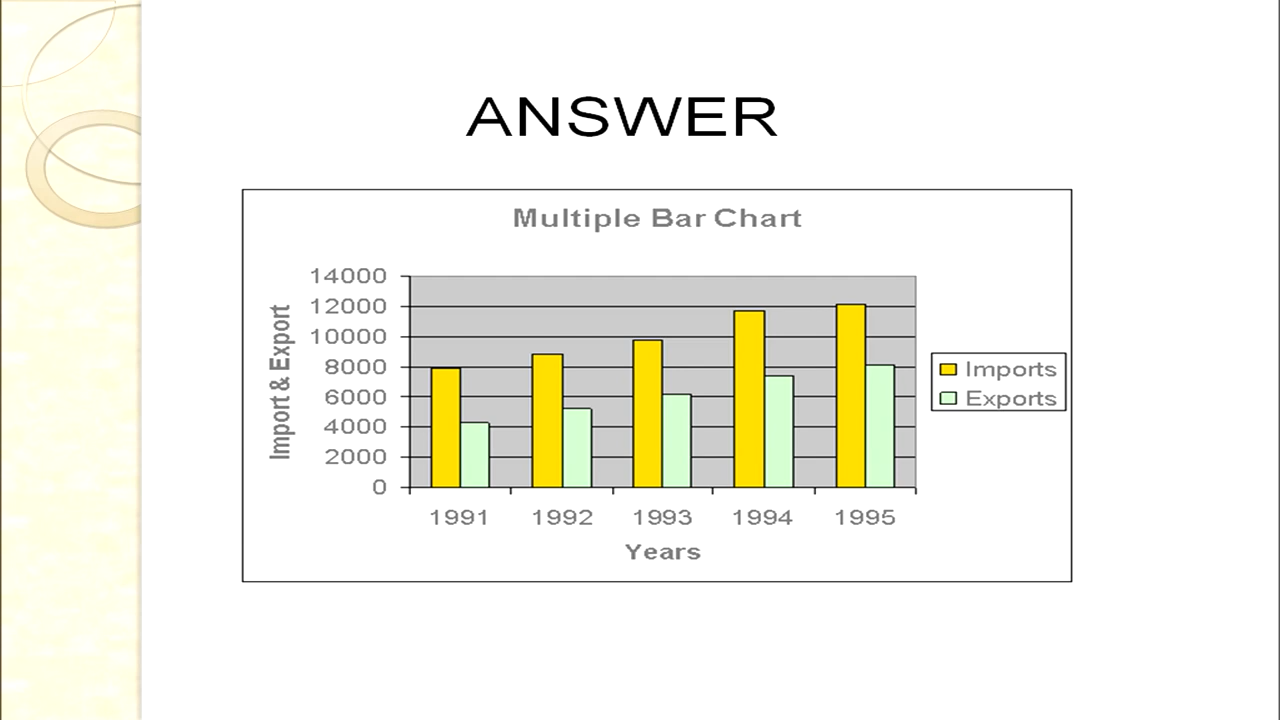 ANSWER
Multiple Bar Chart
Import & Export
14000
12000
10000
8000
6000
4000
2000
0
1991 1992 1993 1994 1995
Years
Imports
Exports